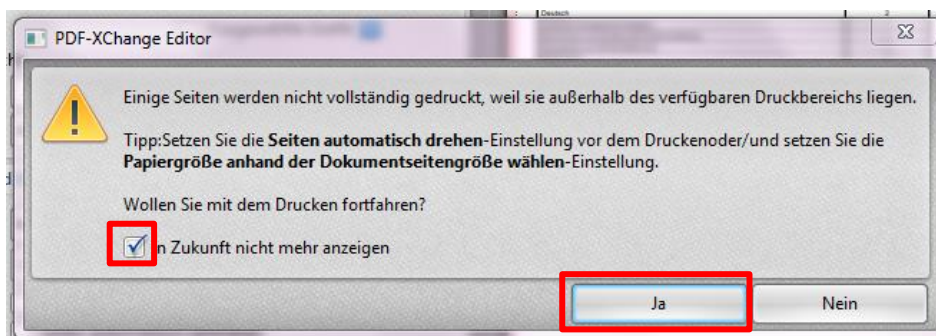 Deutsch 2
PDF-XChange Editor
Einige Seiten werden nicht vollständig gedruckt, weil sie außerhalb des verfügbaren Druckbereichs liegen.
Tipp:Setzen Sie die Seiten automatisch drehen-Einstellung vor dem Druckenoder/und setzen Sie die
Papiergröße anhand der Dokumentseitengröße wählen-Einstellung.
Wollen Sie mit dem Drucken fortfahren?
n Zukunft nicht mehr anzeigen
Ja Nein